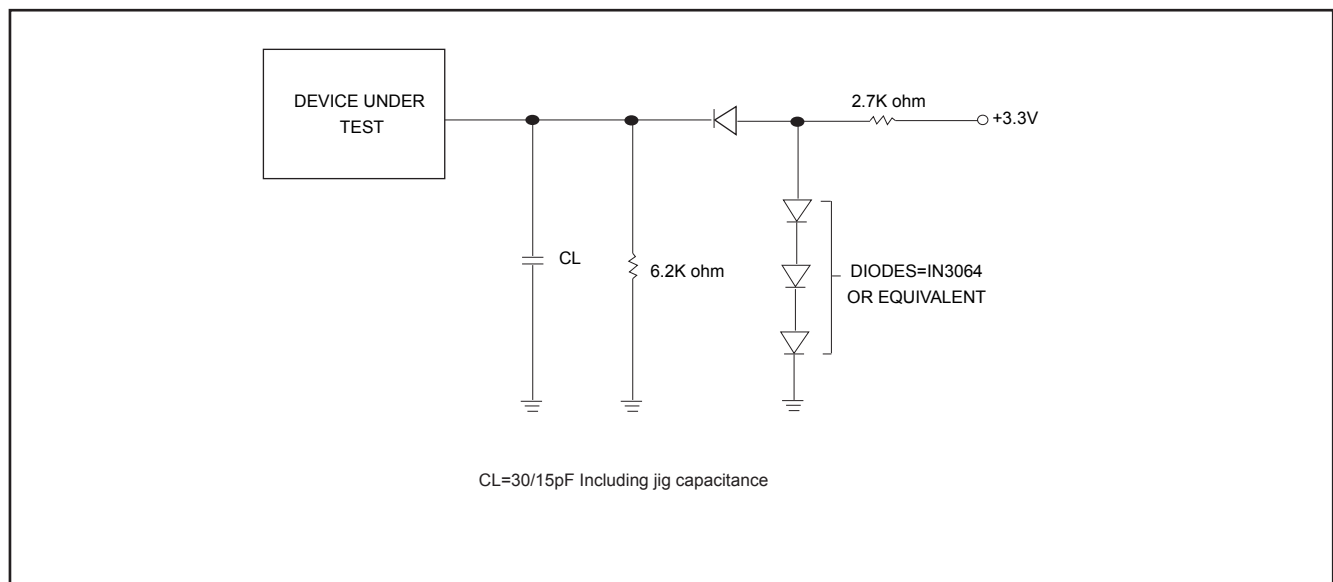 DEVICE UNDER
TEST
2.7K ohm
+3.3V
CL
6.2K ohm
DIODES=IN3064
OR EQUIVALENT
CL=30/15pF Including jig capacitance